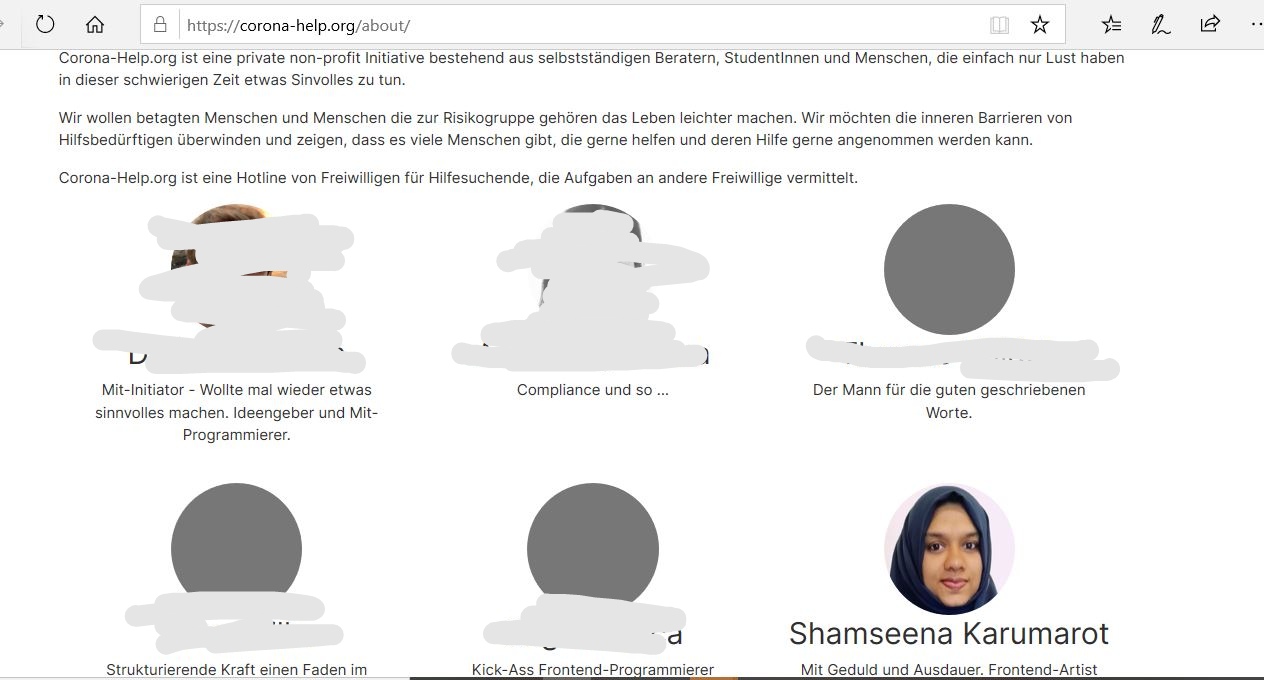 https://corona-help.org/about/
Corona-Help.org ist eine private non-profit Initiative bestehend aus selbstständigen Beratern, StudentInnen und Menschen, die einfach nur Lust haben
in dieser schwierigen Zeit etwas Sinvolles zu tun.
Wir wollen betagten Menschen und Menschen die zur Risikogruppe gehören das Leben leichter machen. Wir möchten die inneren Barrieren von
Hilfsbedürftigen überwinden und zeigen, dass es viele Menschen gibt, die gerne helfen und deren Hilfe gerne angenommen werden kann.
Corona-Help.org ist eine Hotline von Freiwilligen für Hilfesuchende, die Aufgaben an andere Freiwillige vermittelt.
Mit-Initiator - Wollte mal wieder etwas
sinnvolles machen. Ideengeber und Mit-
Programmierer.
Compliance und so ...
Der Mann für die guten geschriebenen
Worte.
Strukturierende Kraft einen Faden im
Kick-Ass Frontend-Programmierer
Shamseena Karumarot
Mit Geduld und Ausdauer. Frontend-Artist